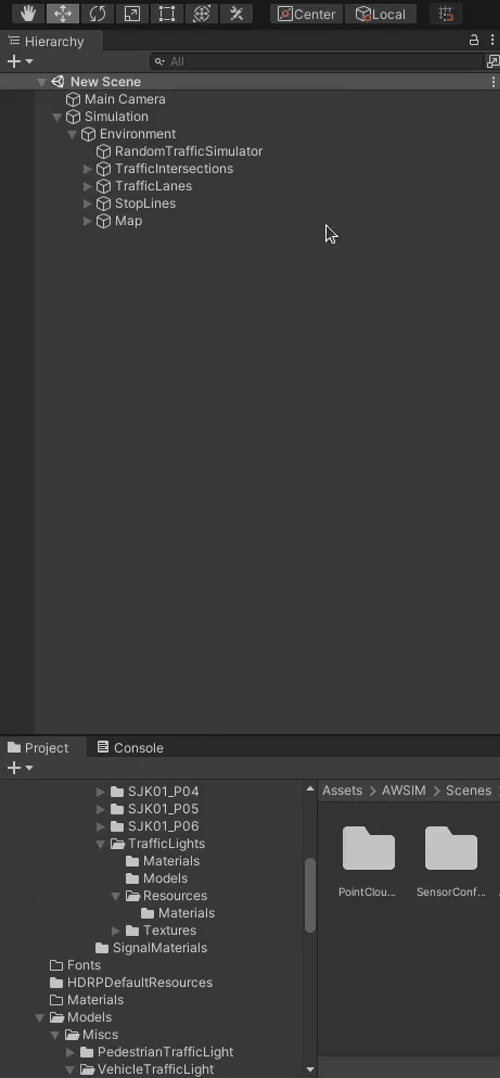 Center Local
Hierarchy
All
New Scene
Main Camera
Simulation
Environment
RandomTrafficSimulator
TrafficIntersections
TrafficLanes
StopLines
Map
Project Console
SJK01_P04
SJK01_P05
SJK01_P06
TrafficLights
Materials
Models
Resources
Materials
Textures
SignalMaterials
Fonts
HDRPDefaultResources
Materials
Models
Miscs
PedestrianTrafficLight
VehicleTrafficLight
Assets > AWSIM > Scenes
PointClou... SensorConf...